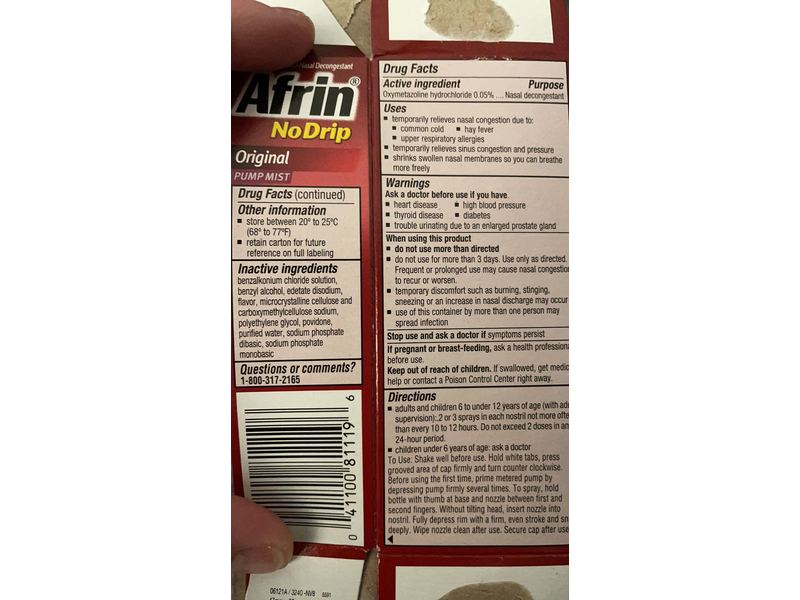 Nasal Decongestant
Afrin®
No Drip
Original
PUMP MIST
Drug Facts (continued)
Other information
▪ store between 20º to 25ºC
(68º to 77ºF)
▪ retain carton for future
reference on full labeling
Inactive ingredients
benzalkonium chloride solution,
benzyl alcohol, edetate disodium,
flavor, microcrystalline cellulose and
carboxymethylcellulose sodium,
polyethylene glycol, povidone,
purified water, sodium phosphate
dibasic, sodium phosphate
monobasic
Questions or comments?
1-800-317-2165
0 41100 81119 6
06121A / 3240 -NV8 5591
Drug Facts
Active ingredient Purpose
Oxymetazoline hydrochloride 0.05% .... Nasal decongestant
Uses
▪ temporarily relieves nasal congestion due to:
▪ common cold ▪ hay fever
▪ upper respiratory allergies
▪ temporarily relieves sinus congestion and pressure
▪ shrinks swollen nasal membranes so you can breathe
more freely
Warnings
Ask a doctor before use if you have
▪ heart disease ▪ high blood pressure
▪ thyroid disease ▪ diabetes
▪ trouble urinating due to an enlarged prostate gland
When using this product
▪ do not use more than directed
▪ do not use for more than 3 days. Use only as directed.
Frequent or prolonged use may cause nasal congestion
to recur or worsen.
▪ temporary discomfort such as burning, stinging,
sneezing or an increase in nasal discharge may occur
▪ use of this container by more than one person may
spread infection
Stop use and ask a doctor if symptoms persist
If pregnant or breast-feeding, ask a health profession
before use.
Keep out of reach of children. If swallowed, get medic
help or contact a Poison Control Center right away.
Directions
▪ adults and children 6 to under 12 years of age (with ad
supervision): 2 or 3 sprays in each nostril not more ofte
than every 10 to 12 hours. Do not exceed 2 doses in an
24-hour period.
▪ children under 6 years of age: ask a doctor
To Use: Shake well before use. Hold white tabs, press
grooved area of cap firmly and turn counter clockwise.
Before using the first time, prime metered pump by
depressing pump firmly several times. To spray, hold
bottle with thumb at base and nozzle between first and
second fingers. Without tilting head, insert nozzle into
nostril. Fully depress rim with a firm, even stroke and sn
deeply. Wipe nozzle clean after use. Secure cap after use